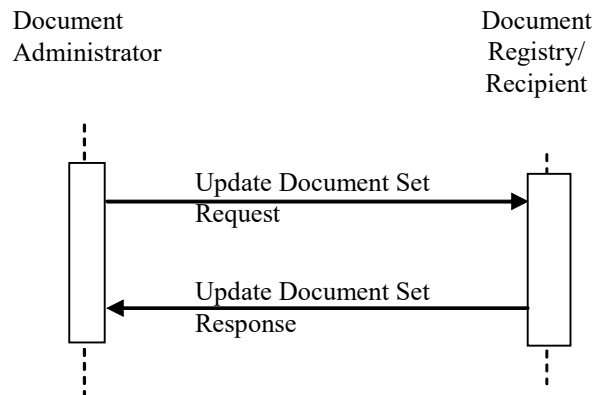 Document
Administrator
Document
Registry/
Recipient
Update Document Set
Request
Update Document Set
Response